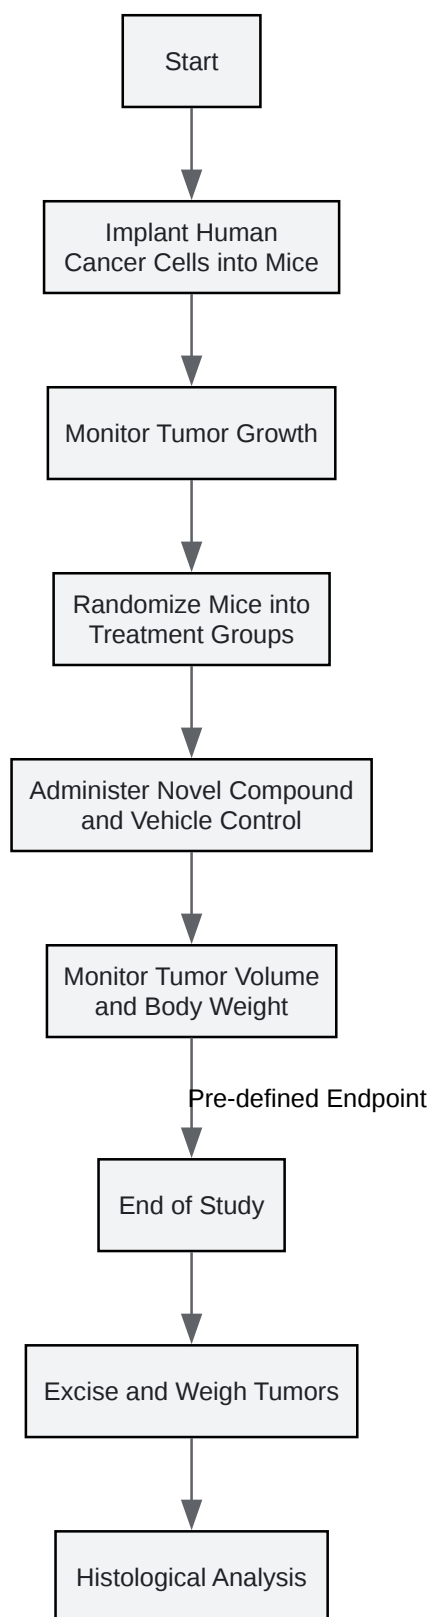 Start
Implant Human
Cancer Cells into Mice
Monitor Tumor Growth
Randomize Mice into
Treatment Groups
Administer Novel Compound
and Vehicle Control
Monitor Tumor Volume
and Body Weight
Pre-defined Endpoint
End of Study
Excise and Weigh Tumors
Histological Analysis